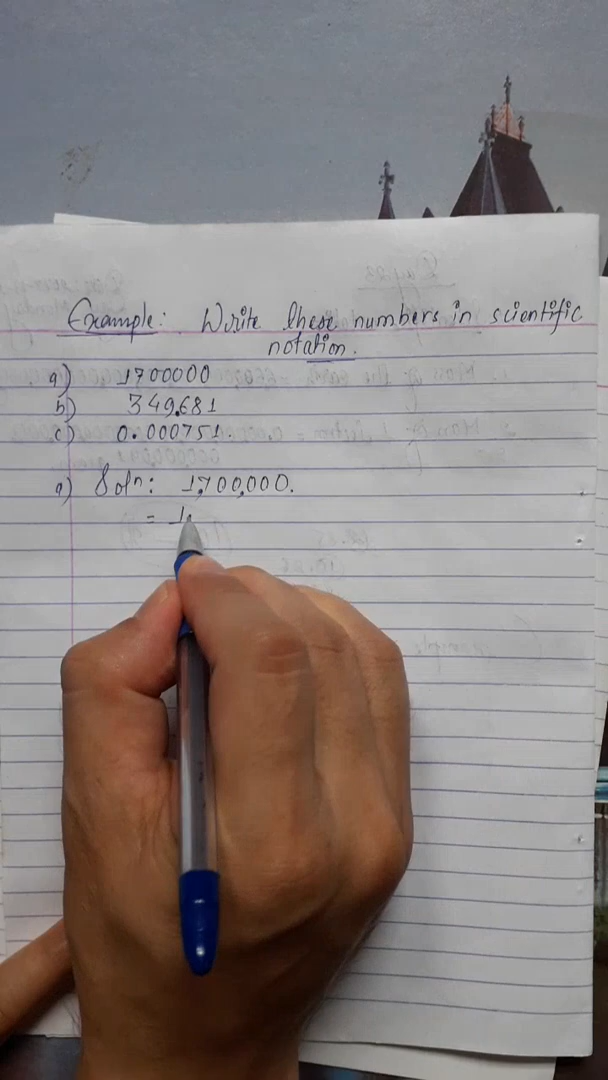 Example: Write these numbers in scientific
notation.
a) 1700000
b) 349.681
c) 0.000751.
a) Soln: 1,700,000.
= 1.